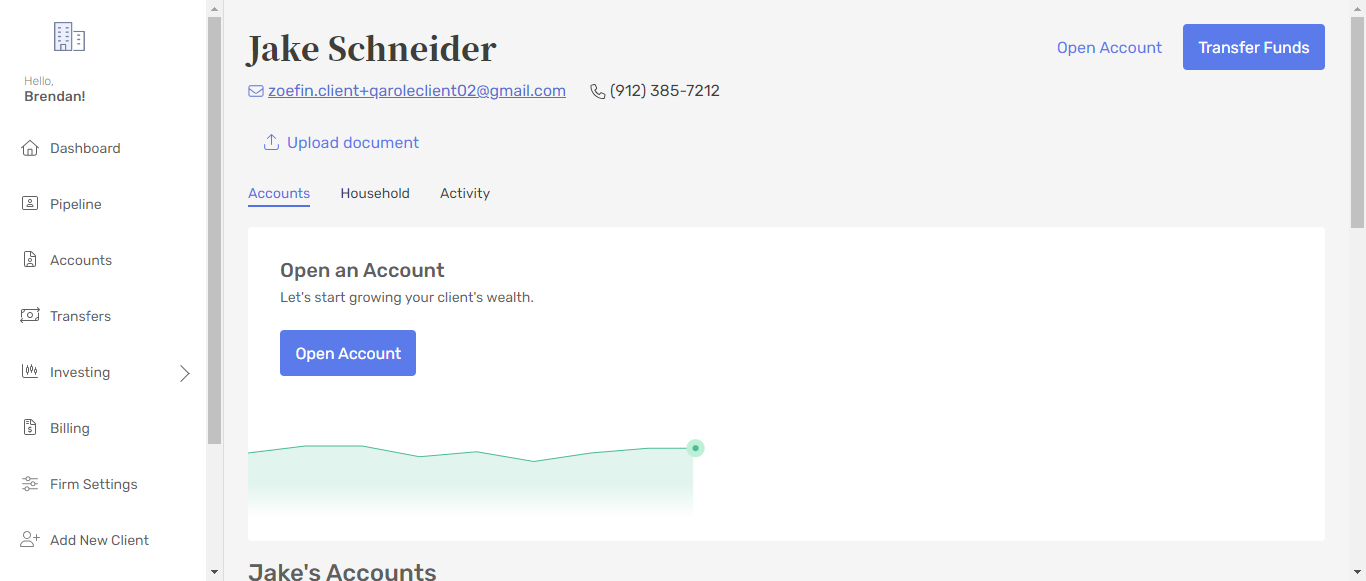 Hello,
Brendan!
Dashboard
Pipeline
Accounts
Transfers
Investing
Billing
Firm Settings
Add New Client
Jake Schneider
Open Account
Transfer Funds
zoefin.client+qaroleclient02@gmail.com
(912) 385-7212
Upload document
Accounts
Household
Activity
Open an Account
Let's start growing your client's wealth.
Open Account
Jake's Accounts